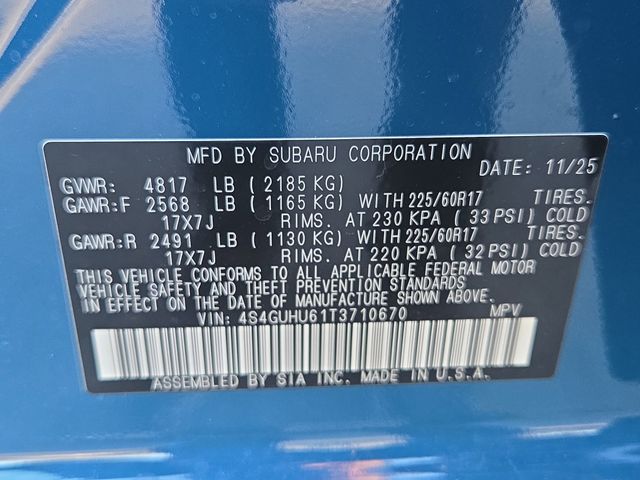 MFD BY SUBARU CORPORATION DATE: 11/25
GVWR: 4817 LB (2185 KG)
GAWR:F 2568 LB (1165 KG) WITH 225/60R17 TIRES.
17X7J RIMS. AT 230 KPA (33 PSI) COLD
GAWR:R 2491 LB (1130 KG) WITH 225/60R17 TIRES.
17X7J RIMS. AT 220 KPA (32 PSI) COLD
THIS VEHICLE CONFORMS TO ALL APPLICABLE FEDERAL MOTOR
VEHICLE SAFETY AND THEFT PREVENTION STANDARDS
IN EFFECT ON THE DATE OF MANUFACTURE SHOWN ABOVE.
VIN: 4S4GUHU61T3710670 MPV
ASSEMBLED BY SIA INC. MADE IN U.S.A.